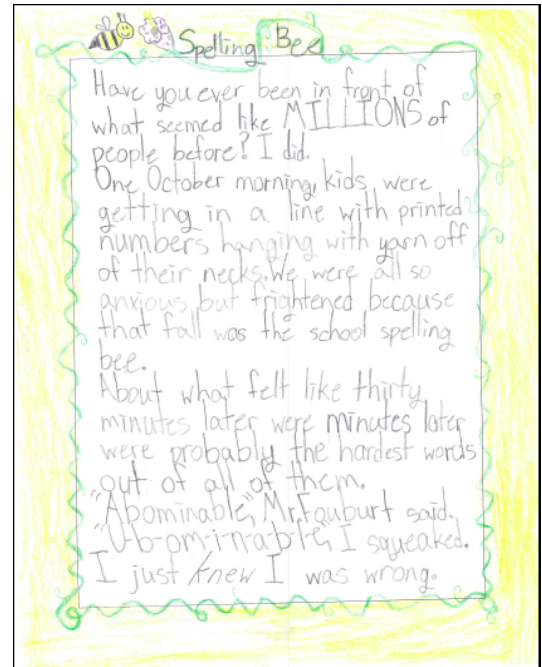 Spelling Bee
Have you ever been in front of
what seemed like MILLIONS of
people before? I did.
One October morning, kids were
getting in a line with printed
numbers hanging with yarn off
of their necks. We were all so
anxious but frightened because
that fall was the school spelling
bee.
About what felt like thirty
minutes later were minutes later
were probably the hardest words
out of all of them.
"Abominable," Mr. Fouburt said.
"U-b-om-i-n-a-b-l-e," I squeaked.
I just knew I was wrong.